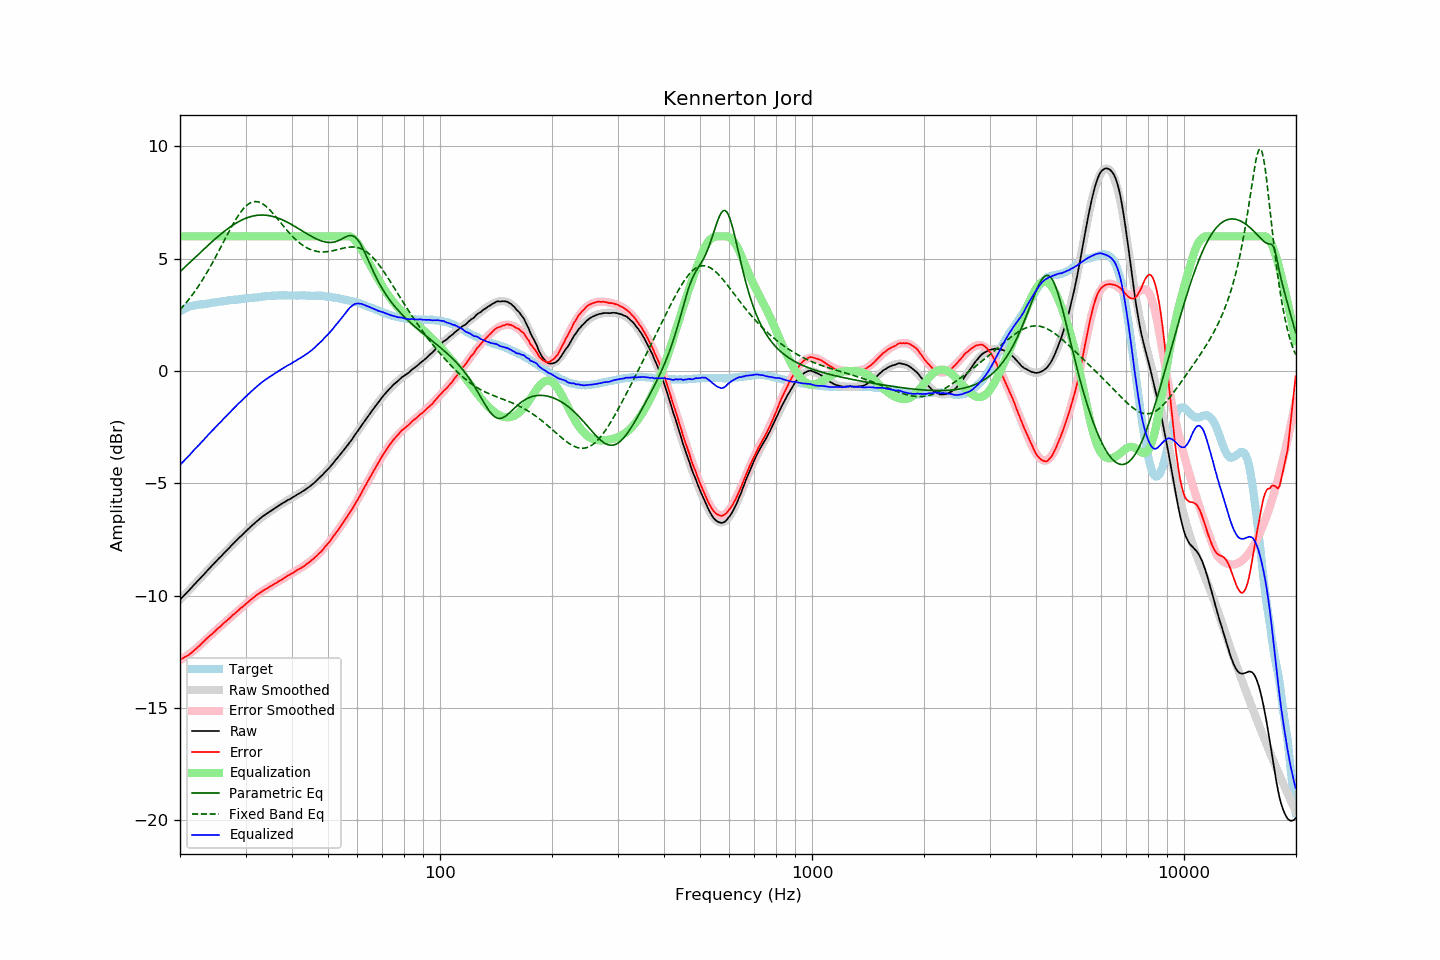 Kennerton Jord
10
5
0
−5
−10
−15
−20
Amplitude (dBr)
100
1000
10000
Frequency (Hz)
Target
Raw Smoothed
Error Smoothed
Raw
Error
Equalization
Parametric Eq
Fixed Band Eq
Equalized